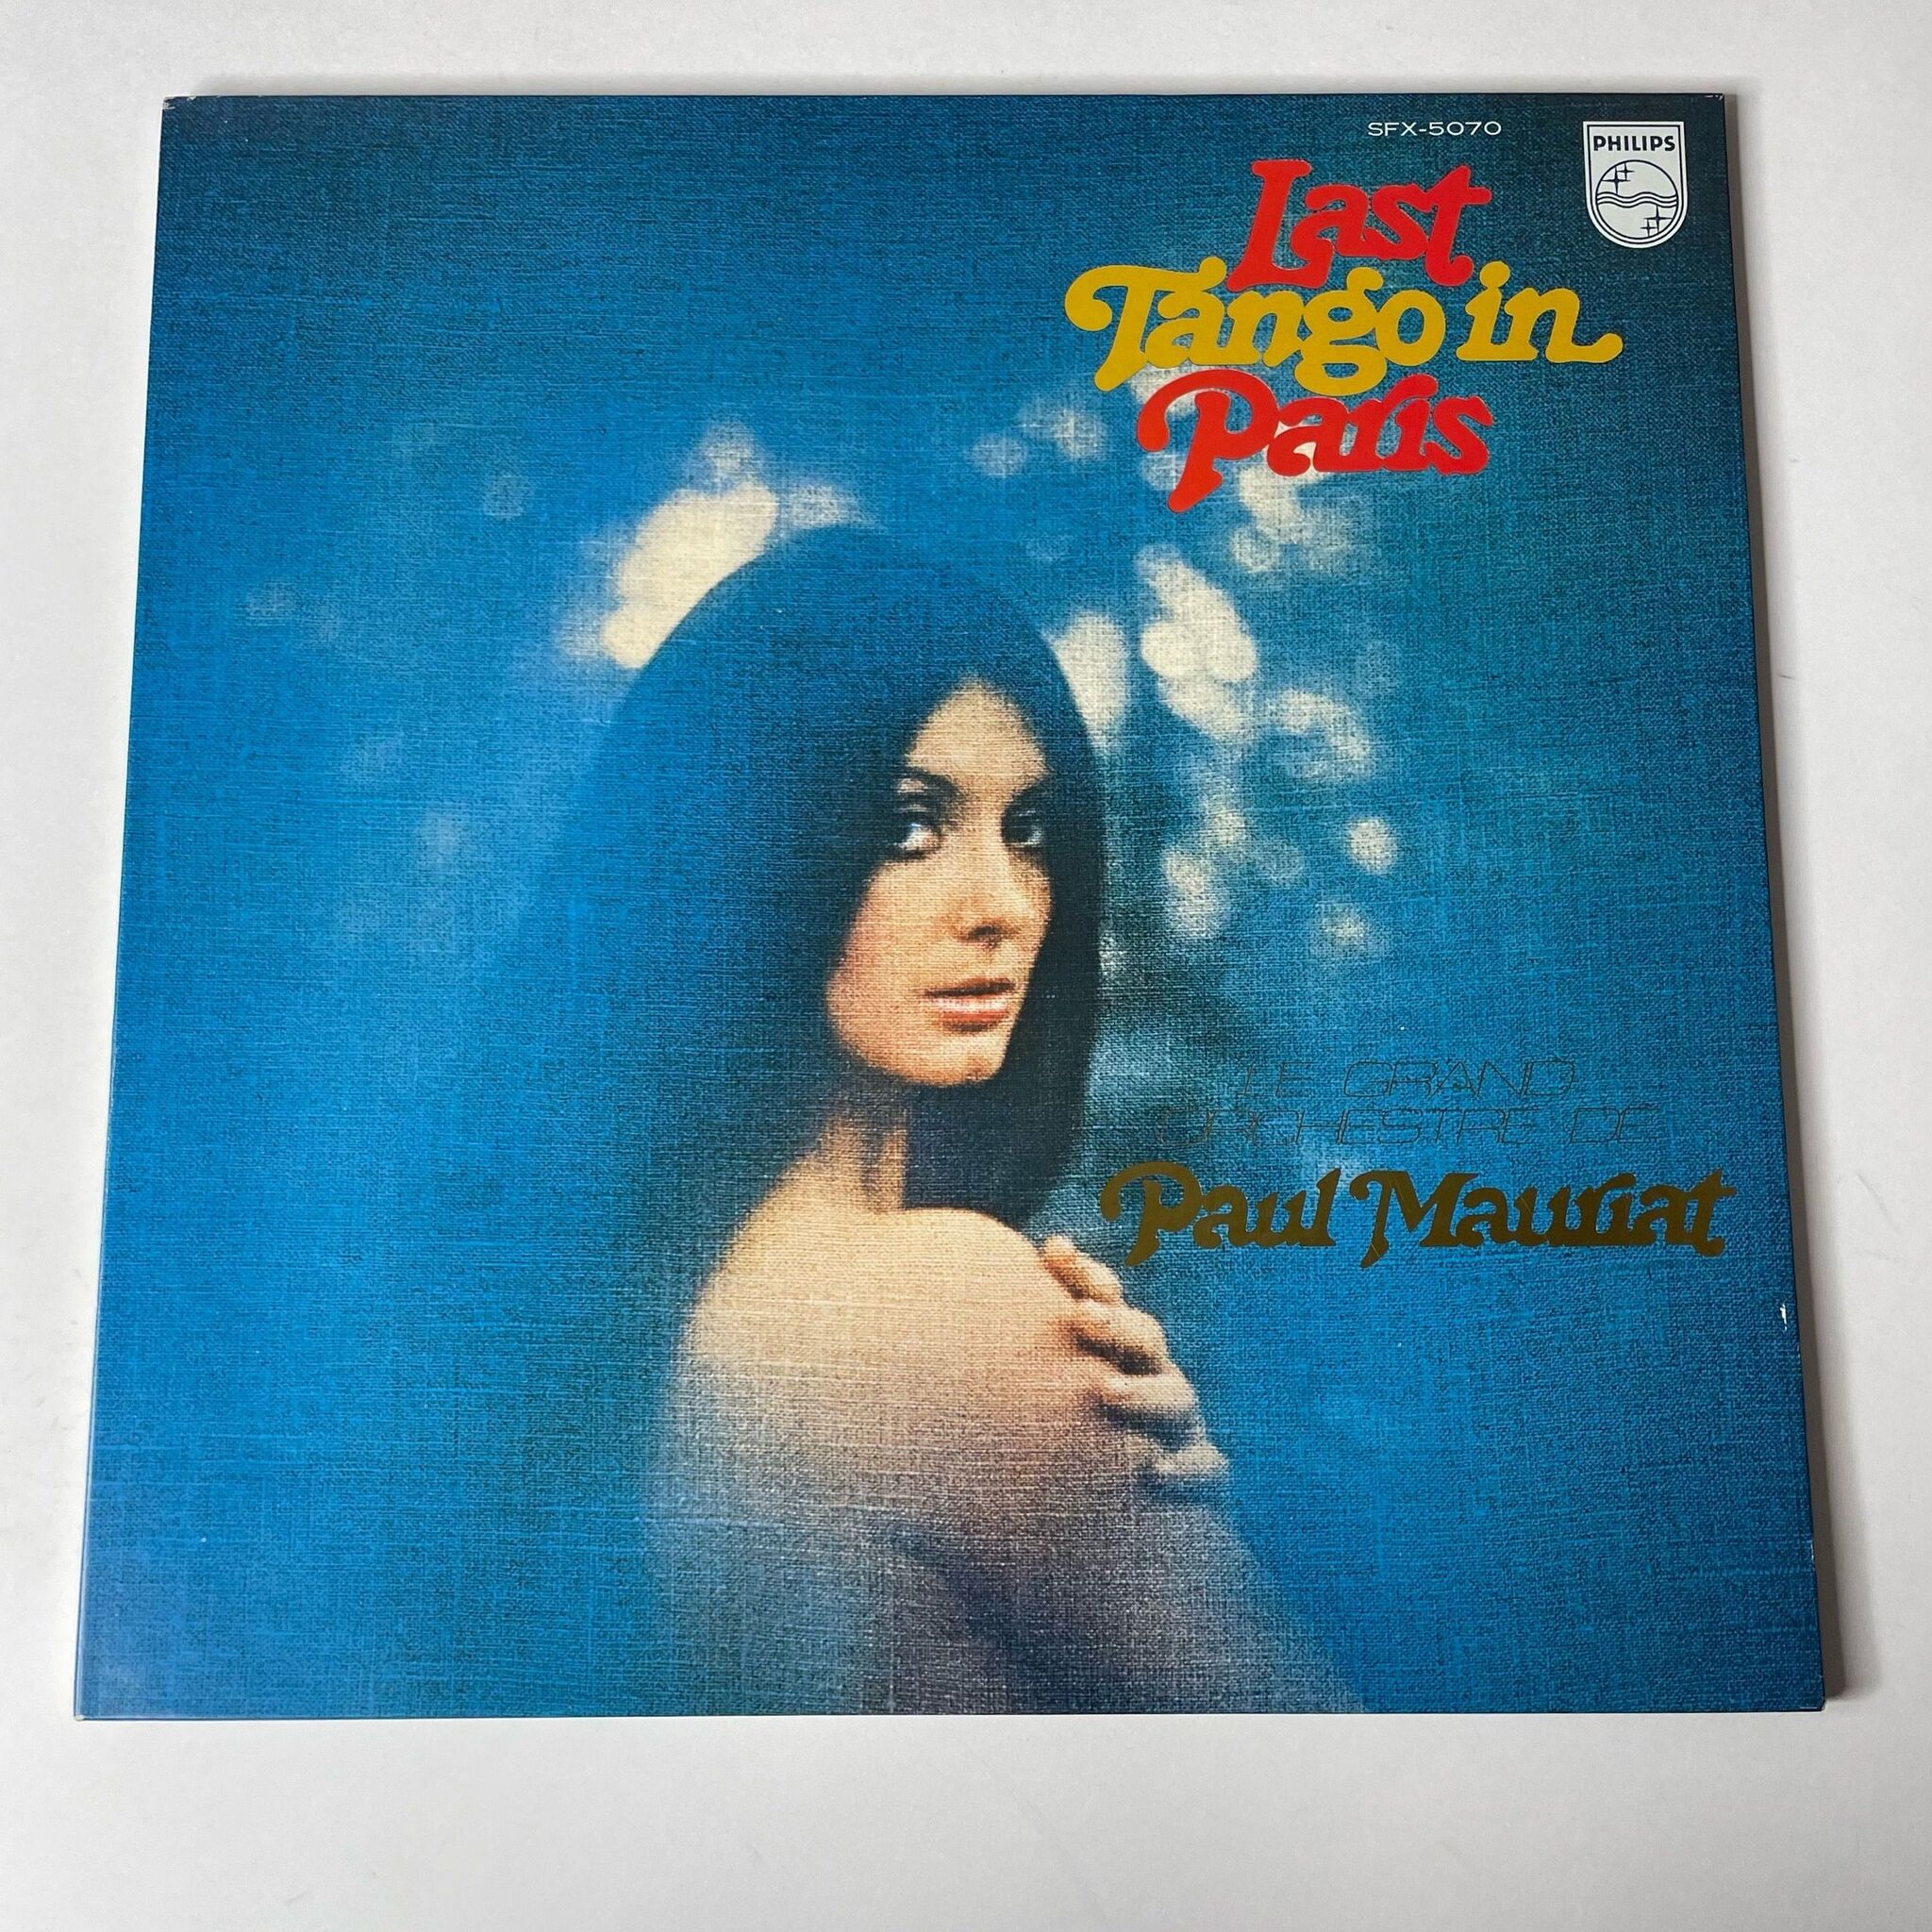 SFX-5070
PHILIPS
Last
Tango in
Paris
LE GRAND
ORCHESTRE DE
Paul Mauriat